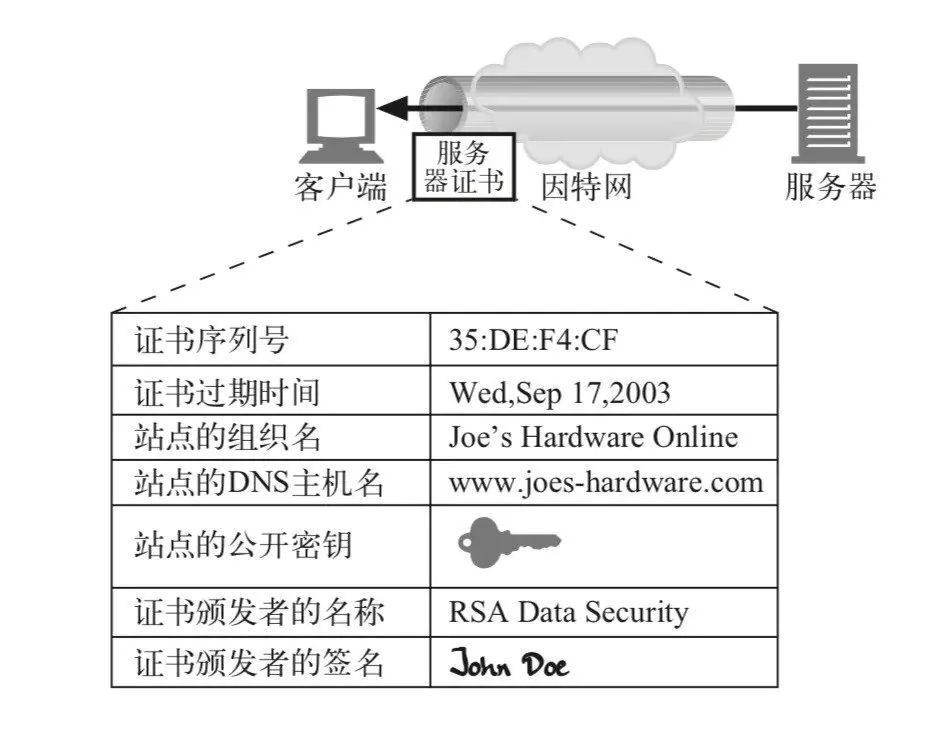 服务
器证书
客户端
因特网
服务器
证书序列号 35:DE:F4:CF
证书过期时间 Wed,Sep 17,2003
站点的组织名 Joe’s Hardware Online
站点的DNS主机名 www.joes-hardware.com
站点的公开密钥
证书颁发者的名称 RSA Data Security
证书颁发者的签名 John Doe